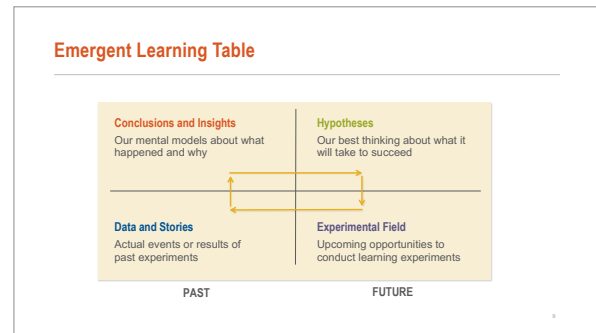 Emergent Learning Table
Conclusions and Insights
Our mental models about what
happened and why
Hypotheses
Our best thinking about what it
will take to succeed
Data and Stories
Actual events or results of
past experiments
Experimental Field
Upcoming opportunities to
conduct learning experiments
PAST
FUTURE